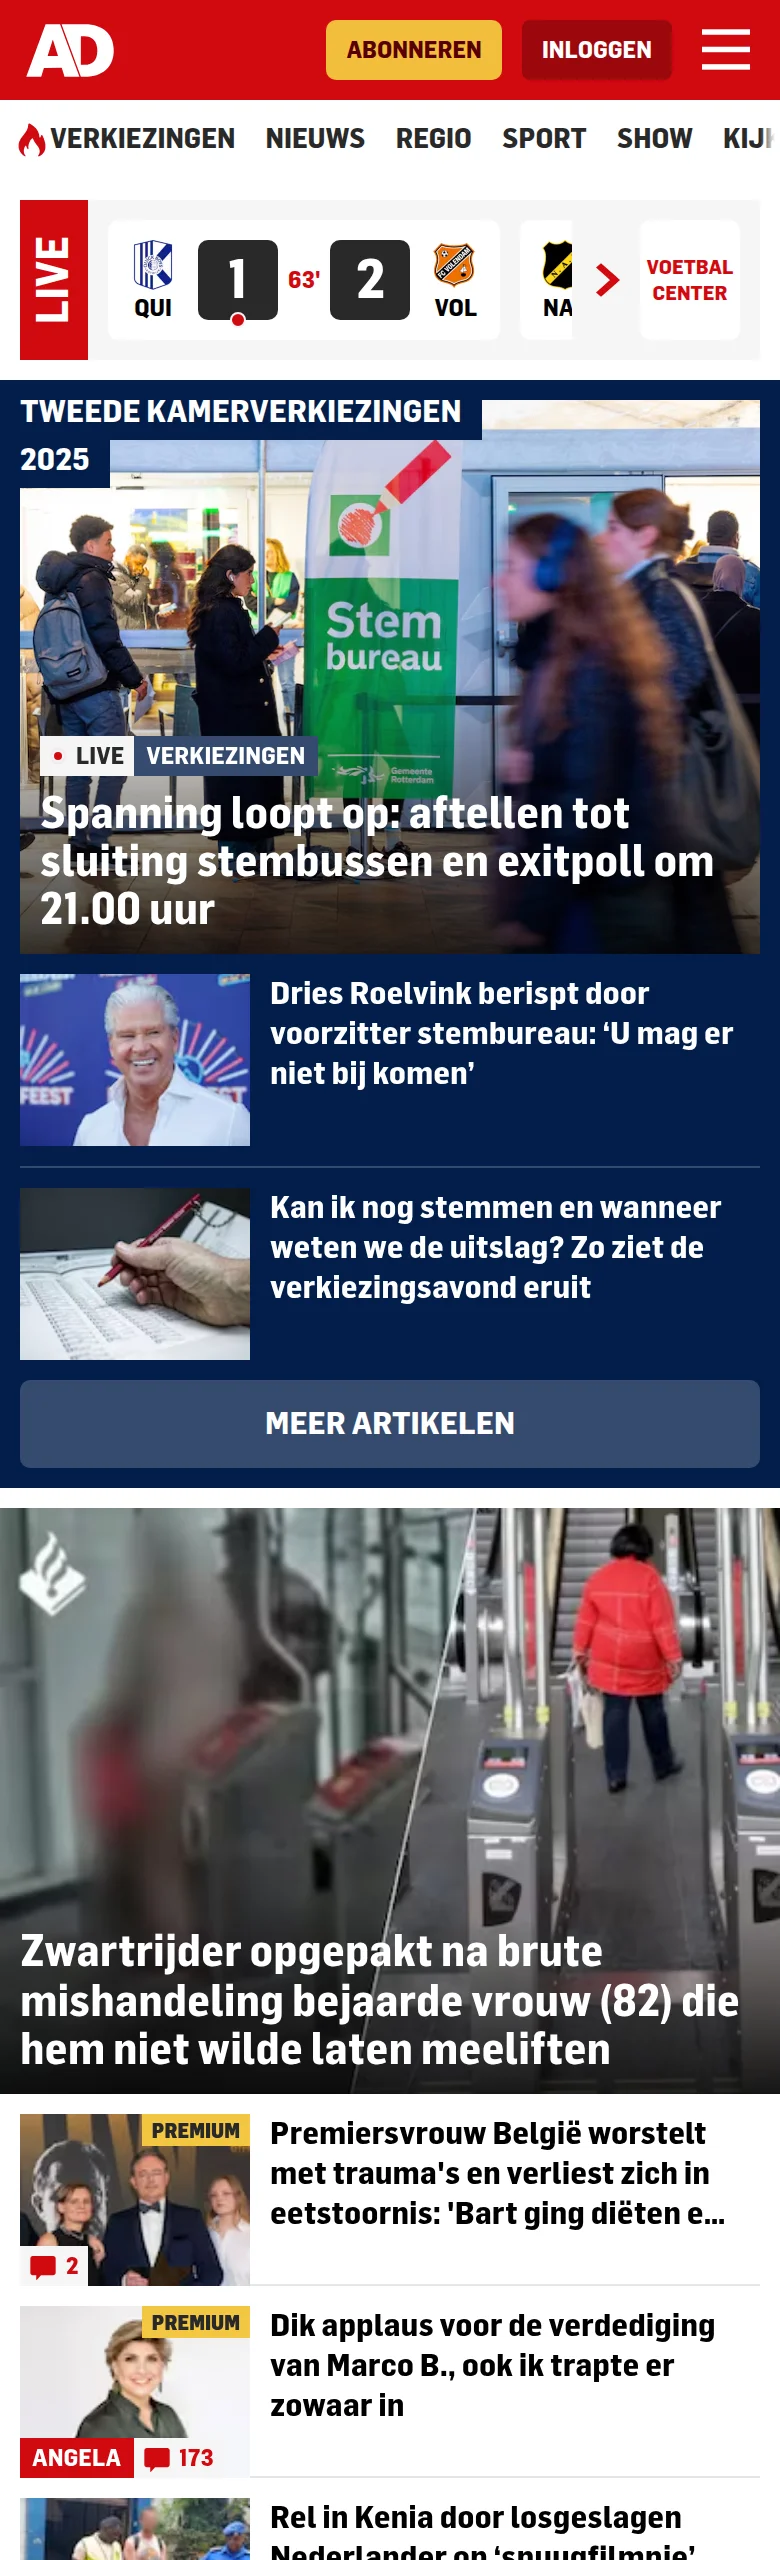 AD
ABONNEREN
INLOGGEN
VERKIEZINGEN NIEUWS REGIO SPORT SHOW KIJK
LIVE
QUI
1
63'
2
VOL
NA
VOETBAL
CENTER
TWEEDE KAMERVERKIEZINGEN
2025
Stem
bureau
Gemeente
Rotterdam
LIVE VERKIEZINGEN
Spanning loopt op: aftellen tot
sluiting stembussen en exitpoll om
21.00 uur
FEEST
Dries Roelvink berispt door
voorzitter stembureau: ‘U mag er
niet bij komen’
Kan ik nog stemmen en wanneer
weten we de uitslag? Zo ziet de
verkiezingsavond eruit
MEER ARTIKELEN
Zwartrijder opgepakt na brute
mishandeling bejaarde vrouw (82) die
hem niet wilde laten meeliften
PREMIUM
2
Premiersvrouw België worstelt
met trauma's en verliest zich in
eetstoornis: 'Bart ging diëten e...
PREMIUM
ANGELA 173
Dik applaus voor de verdediging
van Marco B., ook ik trapte er
zowaar in
Rel in Kenia door losgeslagen
Nederlander op ‘spuugfilmpje’